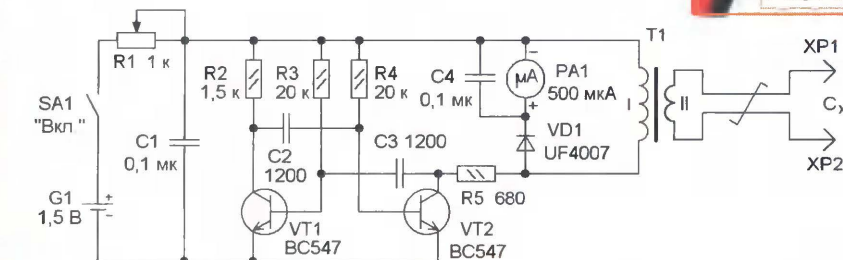 T1
R1 1 к
R2
1,5 к
R3
20 к
R4
20 к
C4
0,1 мк
−
μA
+
PA1
500 мкА
I
II
XP1
Cx
XP2
SA1
"Вкл."
C1
0,1 мк
C2
1200
C3 1200
VD1
UF4007
R5 680
G1
1,5 В
+
−
VT1
BC547
VT2
BC547